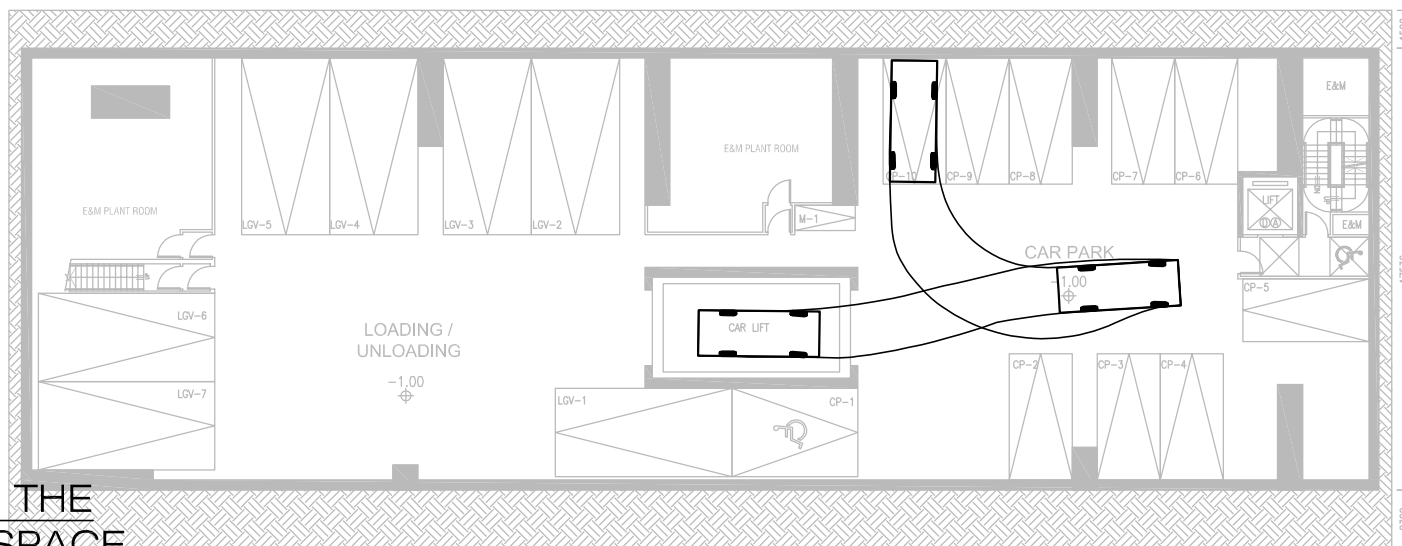 E&M
E&M PLANT ROOM
CP-10
CP-9
CP-8
CP-7
CP-6
LIFT
DN
E&M
E&M PLANT ROOM
LGV-5
LGV-4
LGV-3
LGV-2
M-1
CAR PARK
-1.00
CP-5
LGV-6
LOADING /
UNLOADING
-1.00
CAR LIFT
CP-2
CP-3
CP-4
LGV-7
LGV-1
CP-1
THE
SPACE